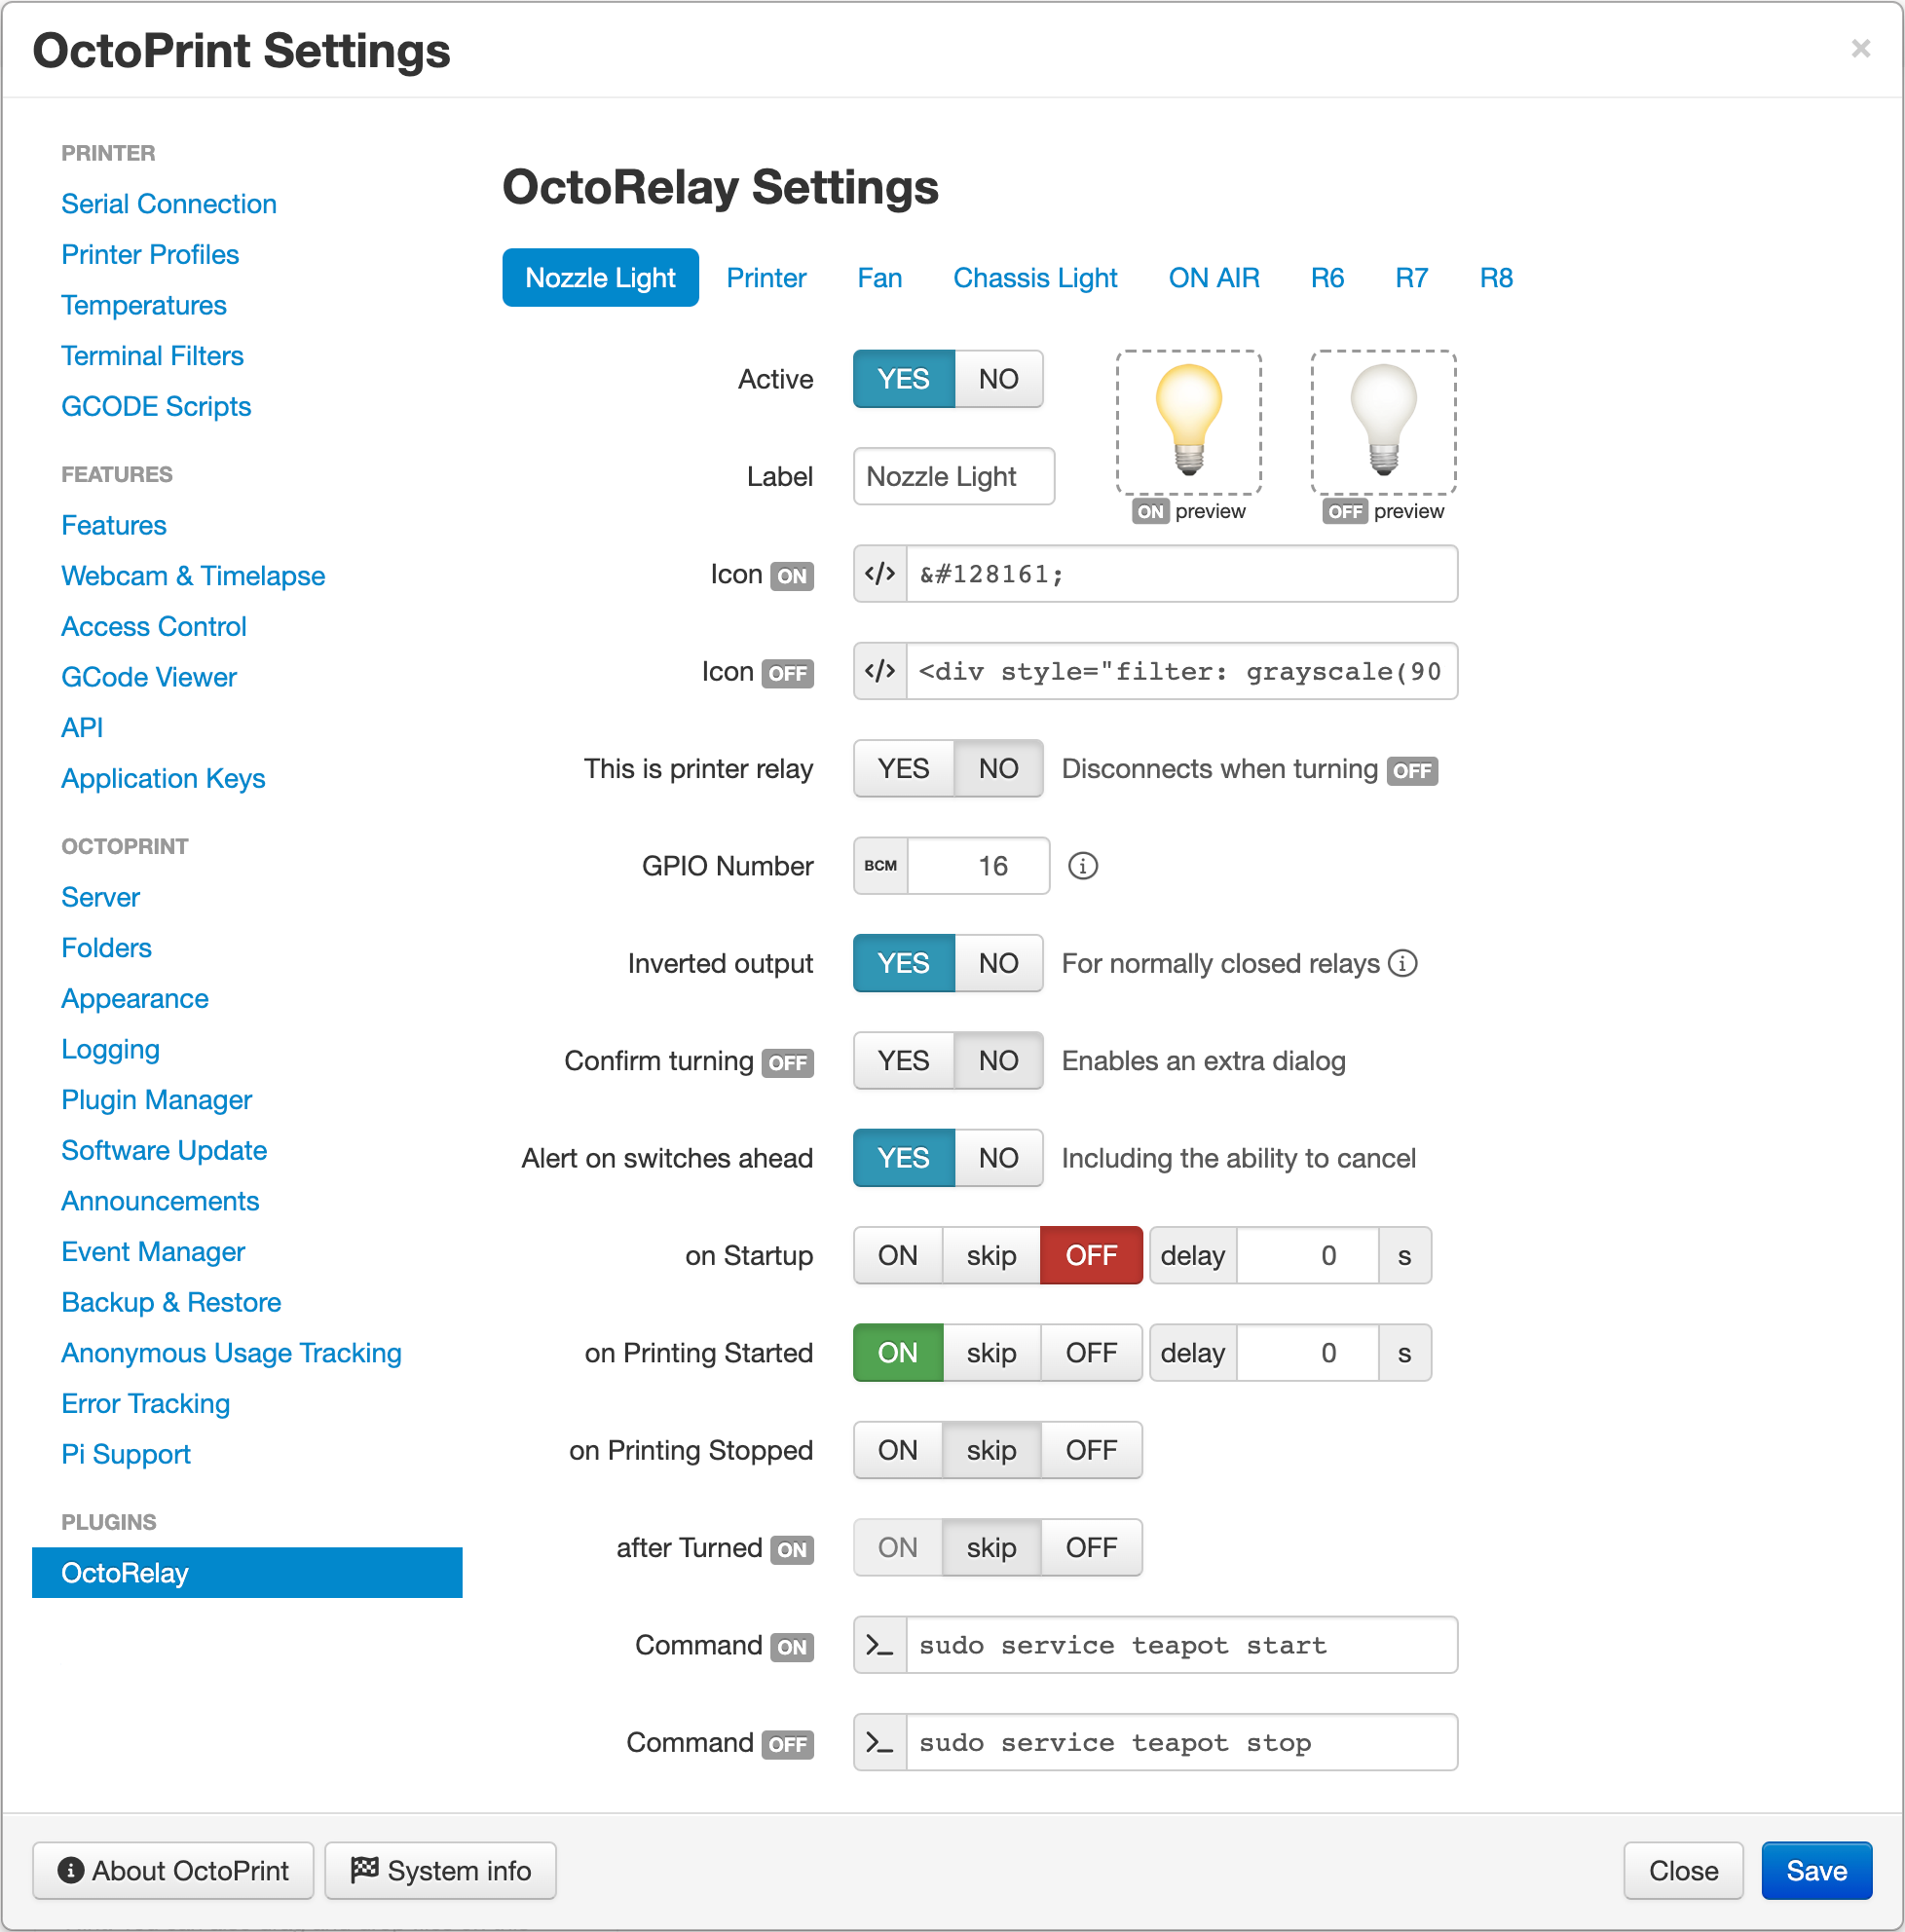 OctoPrint Settings
×
PRINTER
Serial Connection
Printer Profiles
Temperatures
Terminal Filters
GCODE Scripts
FEATURES
Features
Webcam & Timelapse
Access Control
GCode Viewer
API
Application Keys
OCTOPRINT
Server
Folders
Appearance
Logging
Plugin Manager
Software Update
Announcements
Event Manager
Backup & Restore
Anonymous Usage Tracking
Error Tracking
Pi Support
PLUGINS
OctoRelay
OctoRelay Settings
Nozzle Light Printer Fan Chassis Light ON AIR R6 R7 R8
Active YES NO
Label Nozzle Light
ON preview OFF preview
Icon ON </> &#128161;
Icon OFF </> <div style="filter: grayscale(90
This is printer relay YES NO Disconnects when turning OFF
GPIO Number BCM 16
Inverted output YES NO For normally closed relays
Confirm turning OFF YES NO Enables an extra dialog
Alert on switches ahead YES NO Including the ability to cancel
on Startup ON skip OFF delay 0 s
on Printing Started ON skip OFF delay 0 s
on Printing Stopped ON skip OFF
after Turned ON ON skip OFF
Command ON >_ sudo service teapot start
Command OFF >_ sudo service teapot stop
About OctoPrint System info Close Save